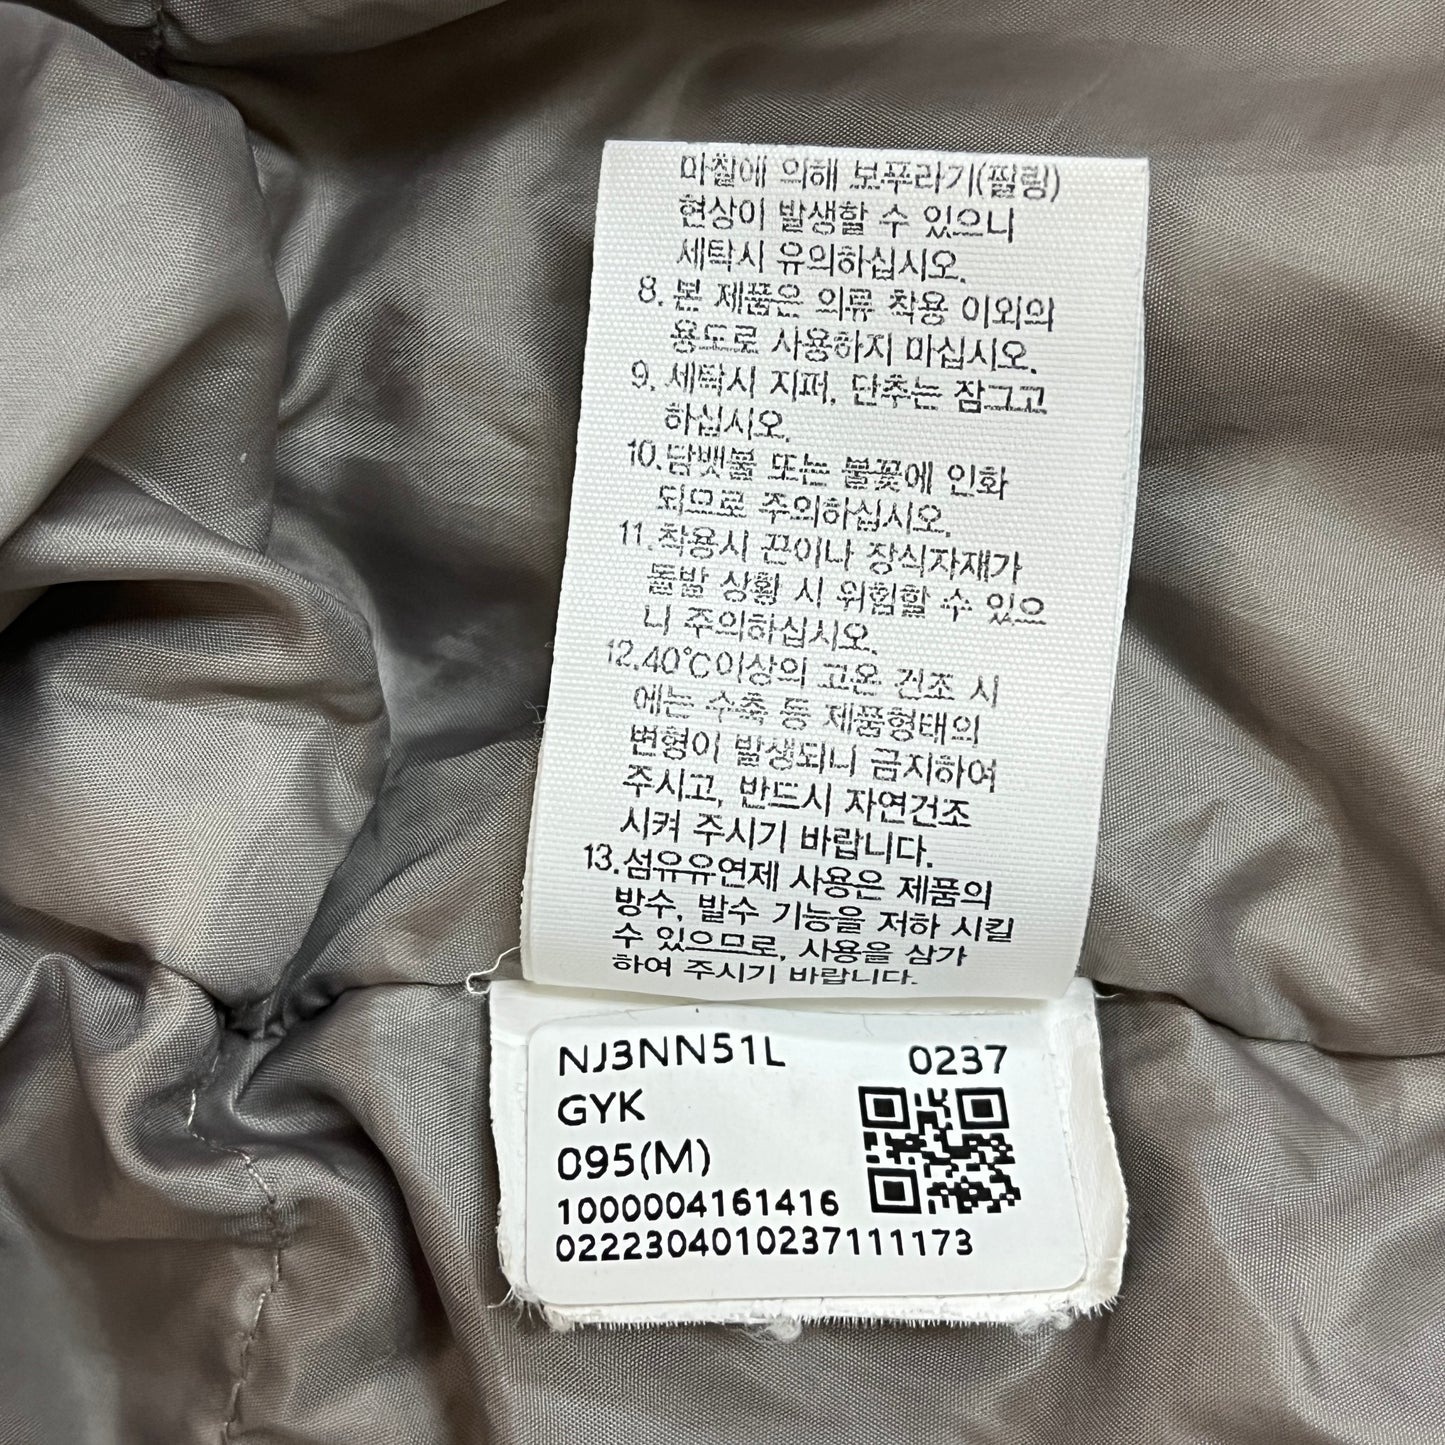 마찰에 의해 보푸라기(필링)
현상이 발생할 수 있으니
세탁시 유의하십시오.
8. 본 제품은 의류 착용 이외의
용도로 사용하지 마십시오.
9. 세탁시 지퍼, 단추는 잠그고
하십시오.
10. 담뱃불 또는 불꽃에 인화
되므로 주의하십시오.
11. 착용시 끈이나 장식자재가
돌발 상황 시 위험할 수 있으
니 주의하십시오.
12. 40℃이상의 고온 건조 시
에는 수축 등 제품형태의
변형이 발생되니 금지하여
주시고, 반드시 자연건조
시켜 주시기 바랍니다.
13. 섬유유연제 사용은 제품의
방수, 발수 기능을 저하 시킬
수 있으므로, 사용을 삼가
하여 주시기 바랍니다.
NJ3NN51L 0237
GYK
095(M)
1000004161416
0222304010237111173